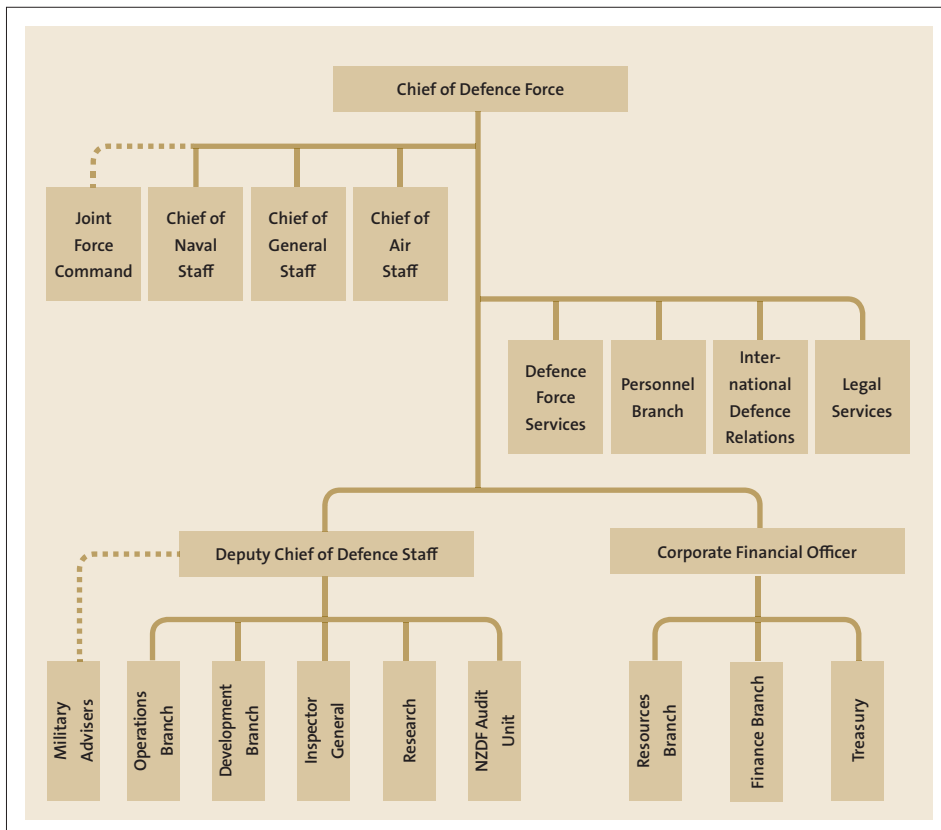 Chief of Defence Force
Joint
Force
Command
Chief of
Naval
Staff
Chief of
General
Staff
Chief of
Air
Staff
Defence
Force
Services
Personnel
Branch
Inter-
national
Defence
Relations
Legal
Services
Deputy Chief of Defence Staff
Corporate Financial Officer
Military
Advisers
Operations
Branch
Development
Branch
Inspector
General
Research
NZDF Audit
Unit
Resources
Branch
Finance Branch
Treasury